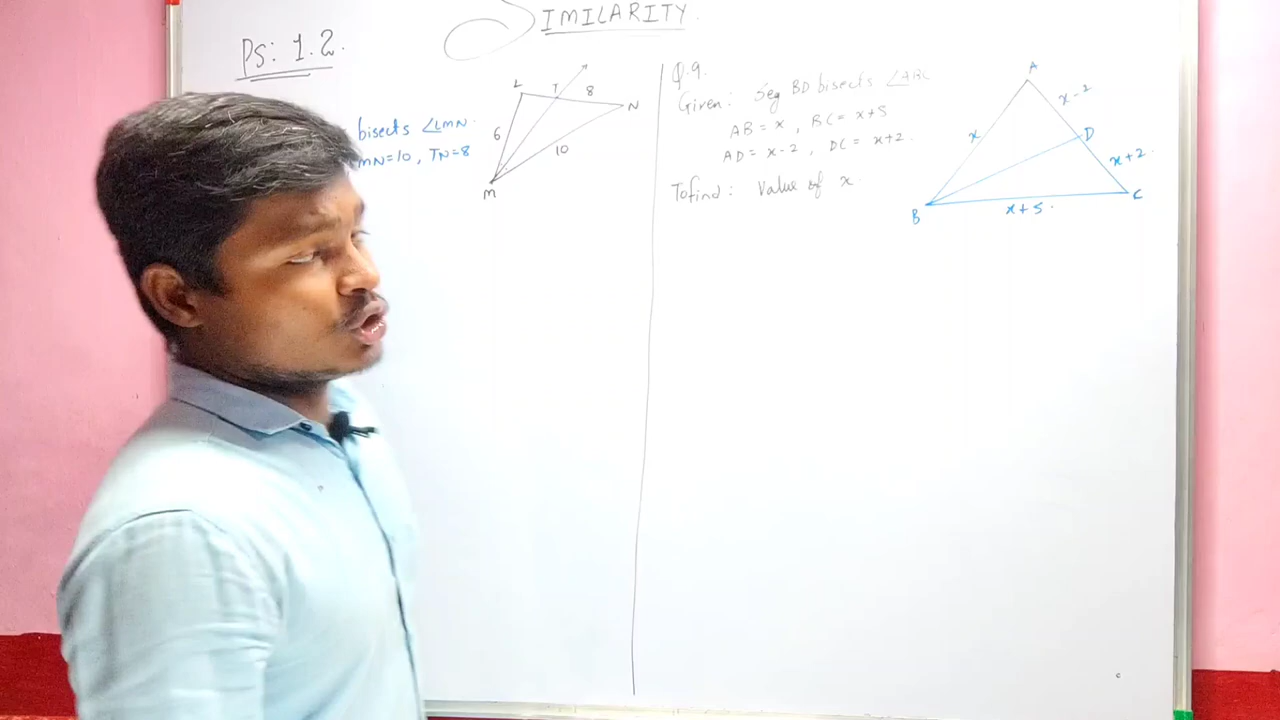 SIMILARITY.
PS: 1.2.
bisects ∠LMN.
MN=10, TN=8
L
T
8
N
6
10
M
Q.9.
Given: Seg BD bisects ∠ABC
AB = x, BC = x+5
AD = x-2, DC = x+2.
To find: Value of x.
A
x-2
x
D
x+2.
B
C
x+5.